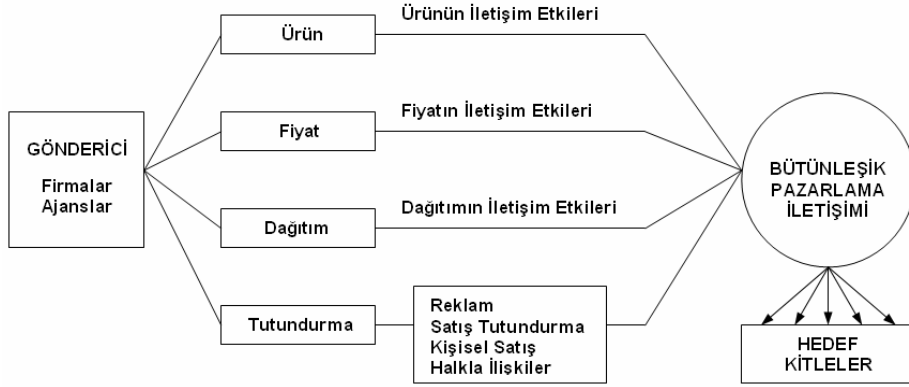 GÖNDERİCİ
Firmalar
Ajanslar
Ürün
Ürünün İletişim Etkileri
Fiyat
Fiyatın İletişim Etkileri
Dağıtım
Dağıtımın İletişim Etkileri
Tutundurma
Reklam
Satış Tutundurma
Kişisel Satış
Halkla İlişkiler
BÜTÜNLEŞİK
PAZARLAMA
İLETİŞİMİ
HEDEF
KİTLELER